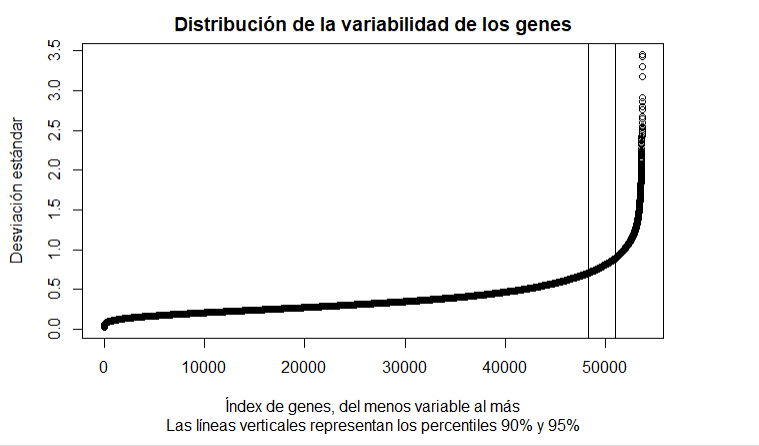 Distribución de la variabilidad de los genes
Desviación estándar
3.5
3.0
2.5
2.0
1.5
1.0
0.5
0.0
0 10000 20000 30000 40000 50000
Índex de genes, del menos variable al más
Las líneas verticales representan los percentiles 90% y 95%